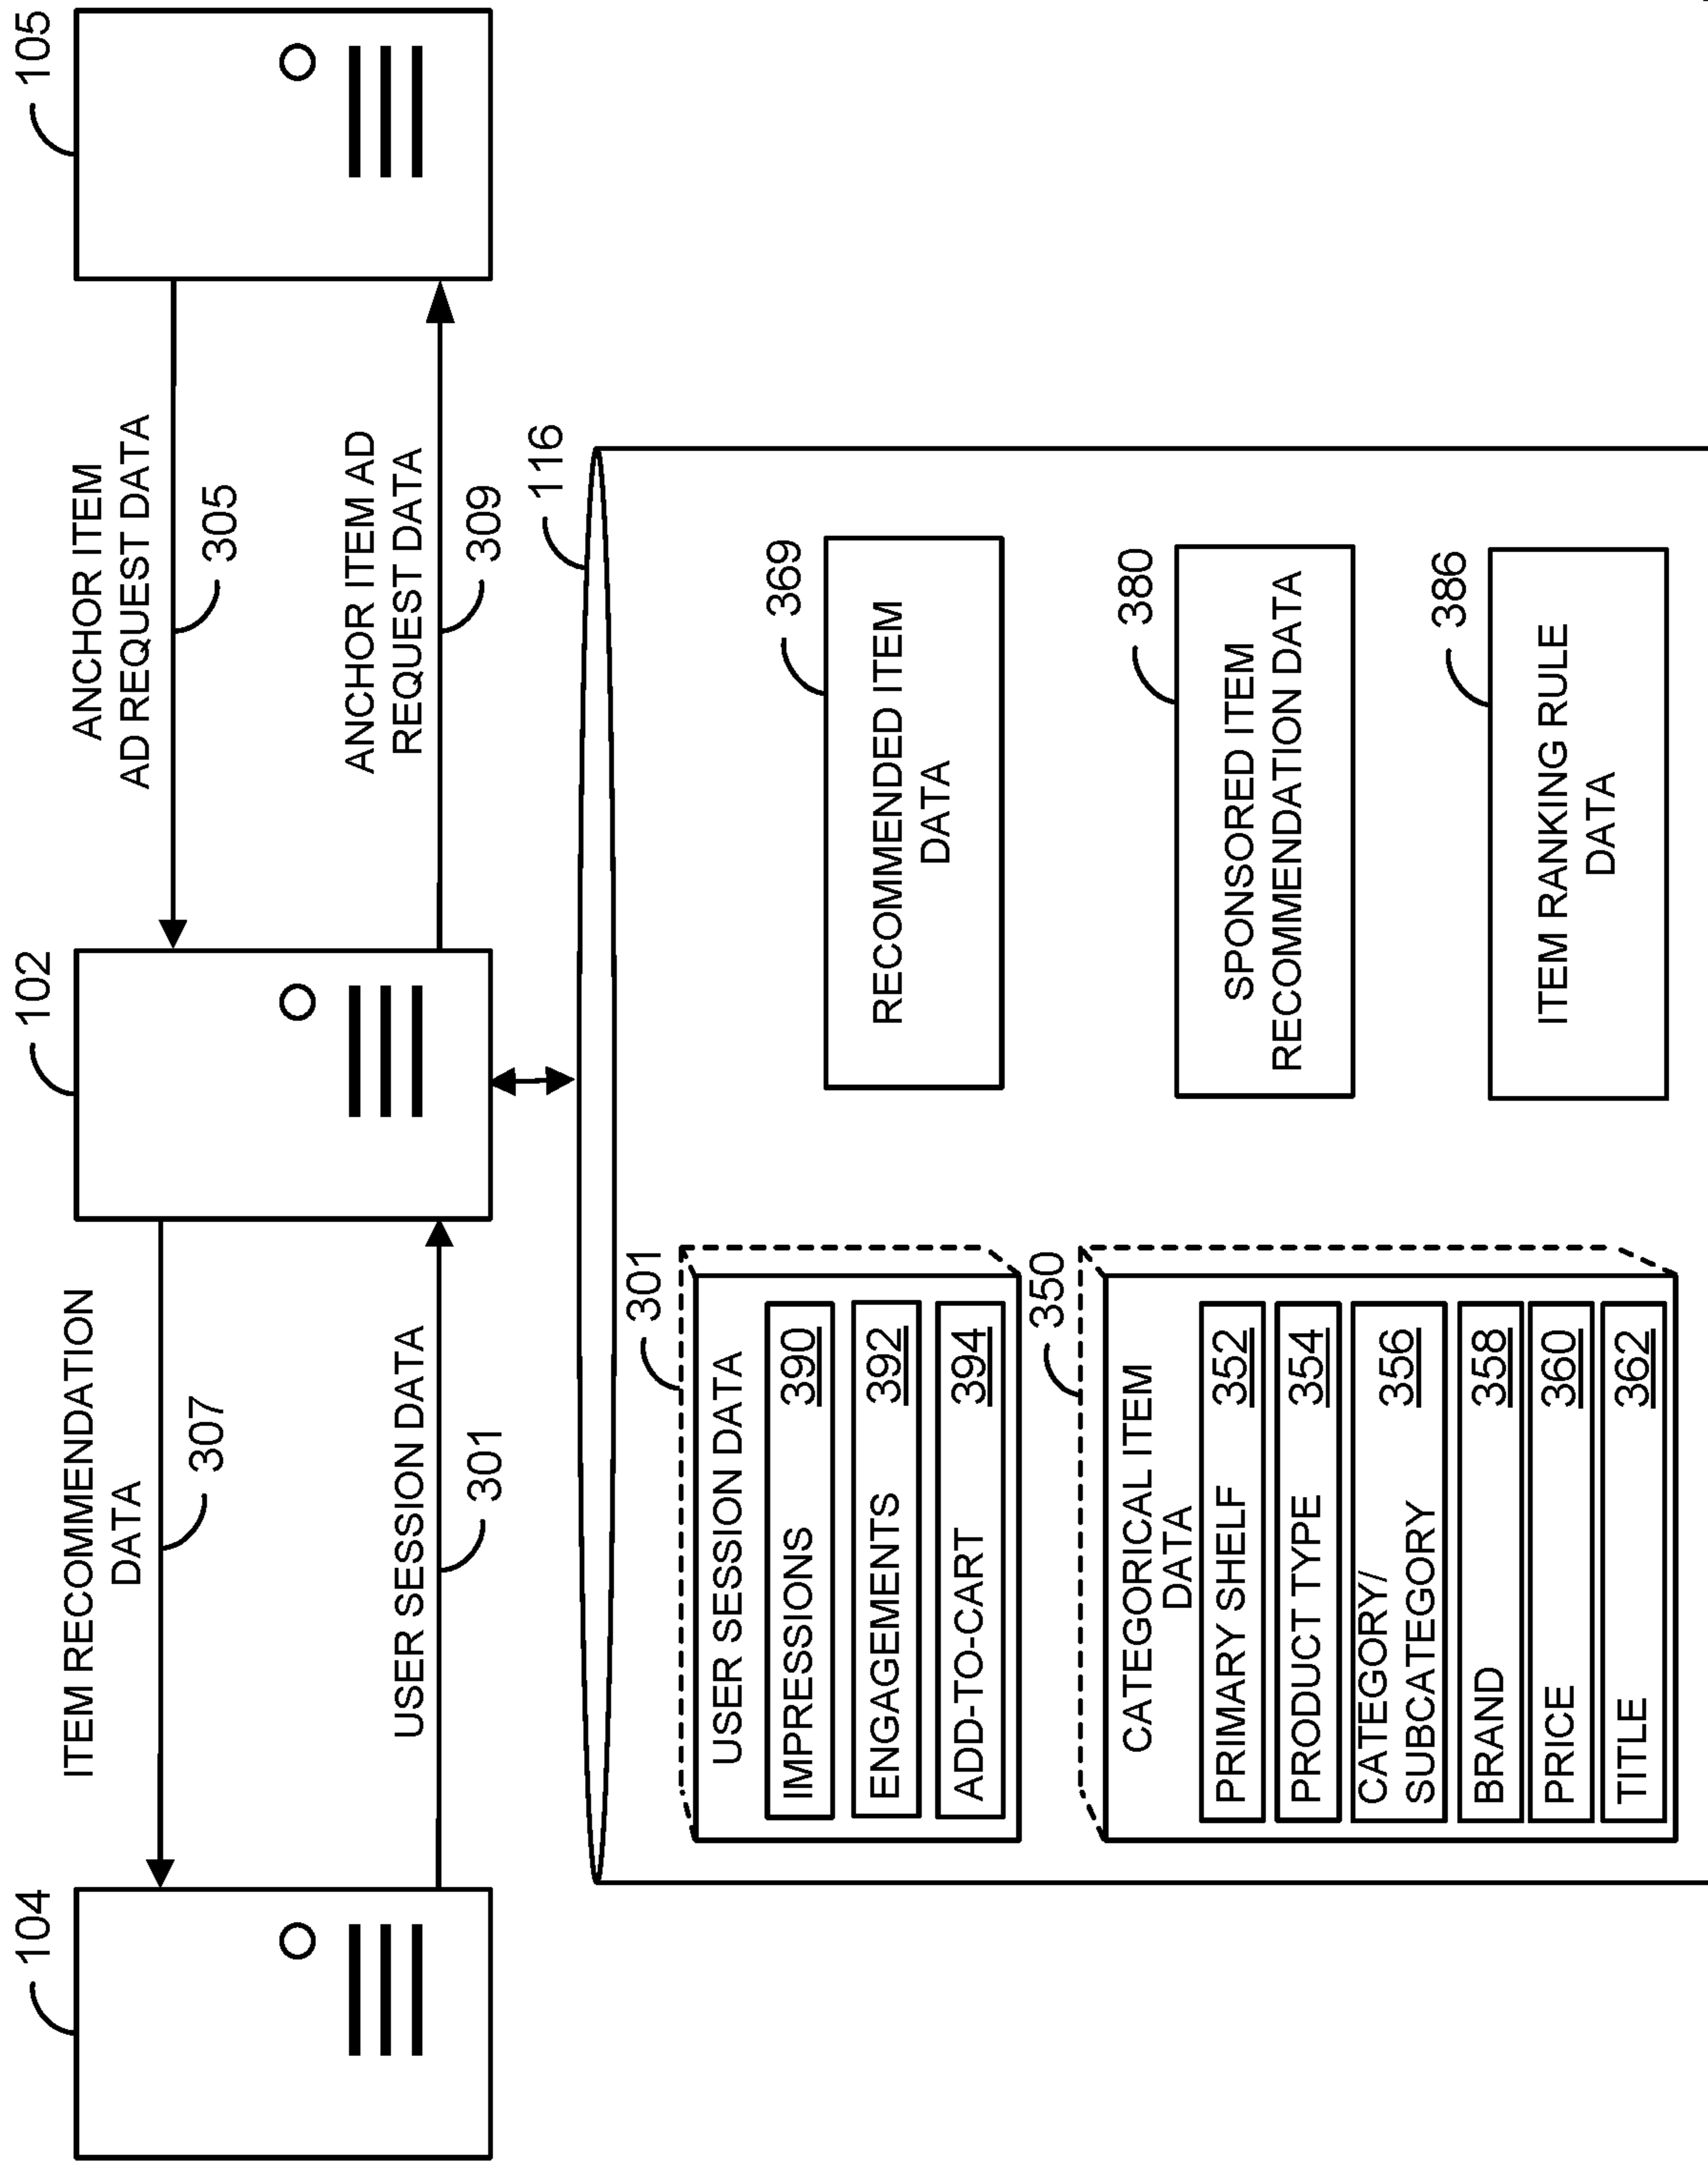 104
102
105
ITEM RECOMMENDATION
DATA
307
USER SESSION DATA
301
ANCHOR ITEM
AD REQUEST DATA
305
ANCHOR ITEM AD
REQUEST DATA
309
116
301
USER SESSION DATA
IMPRESSIONS 390
ENGAGEMENTS 392
ADD-TO-CART 394
350
CATEGORICAL ITEM
DATA
PRIMARY SHELF 352
PRODUCT TYPE 354
CATEGORY/
SUBCATEGORY 356
BRAND 358
PRICE 360
TITLE 362
369
RECOMMENDED ITEM
DATA
380
SPONSORED ITEM
RECOMMENDATION DATA
386
ITEM RANKING RULE
DATA